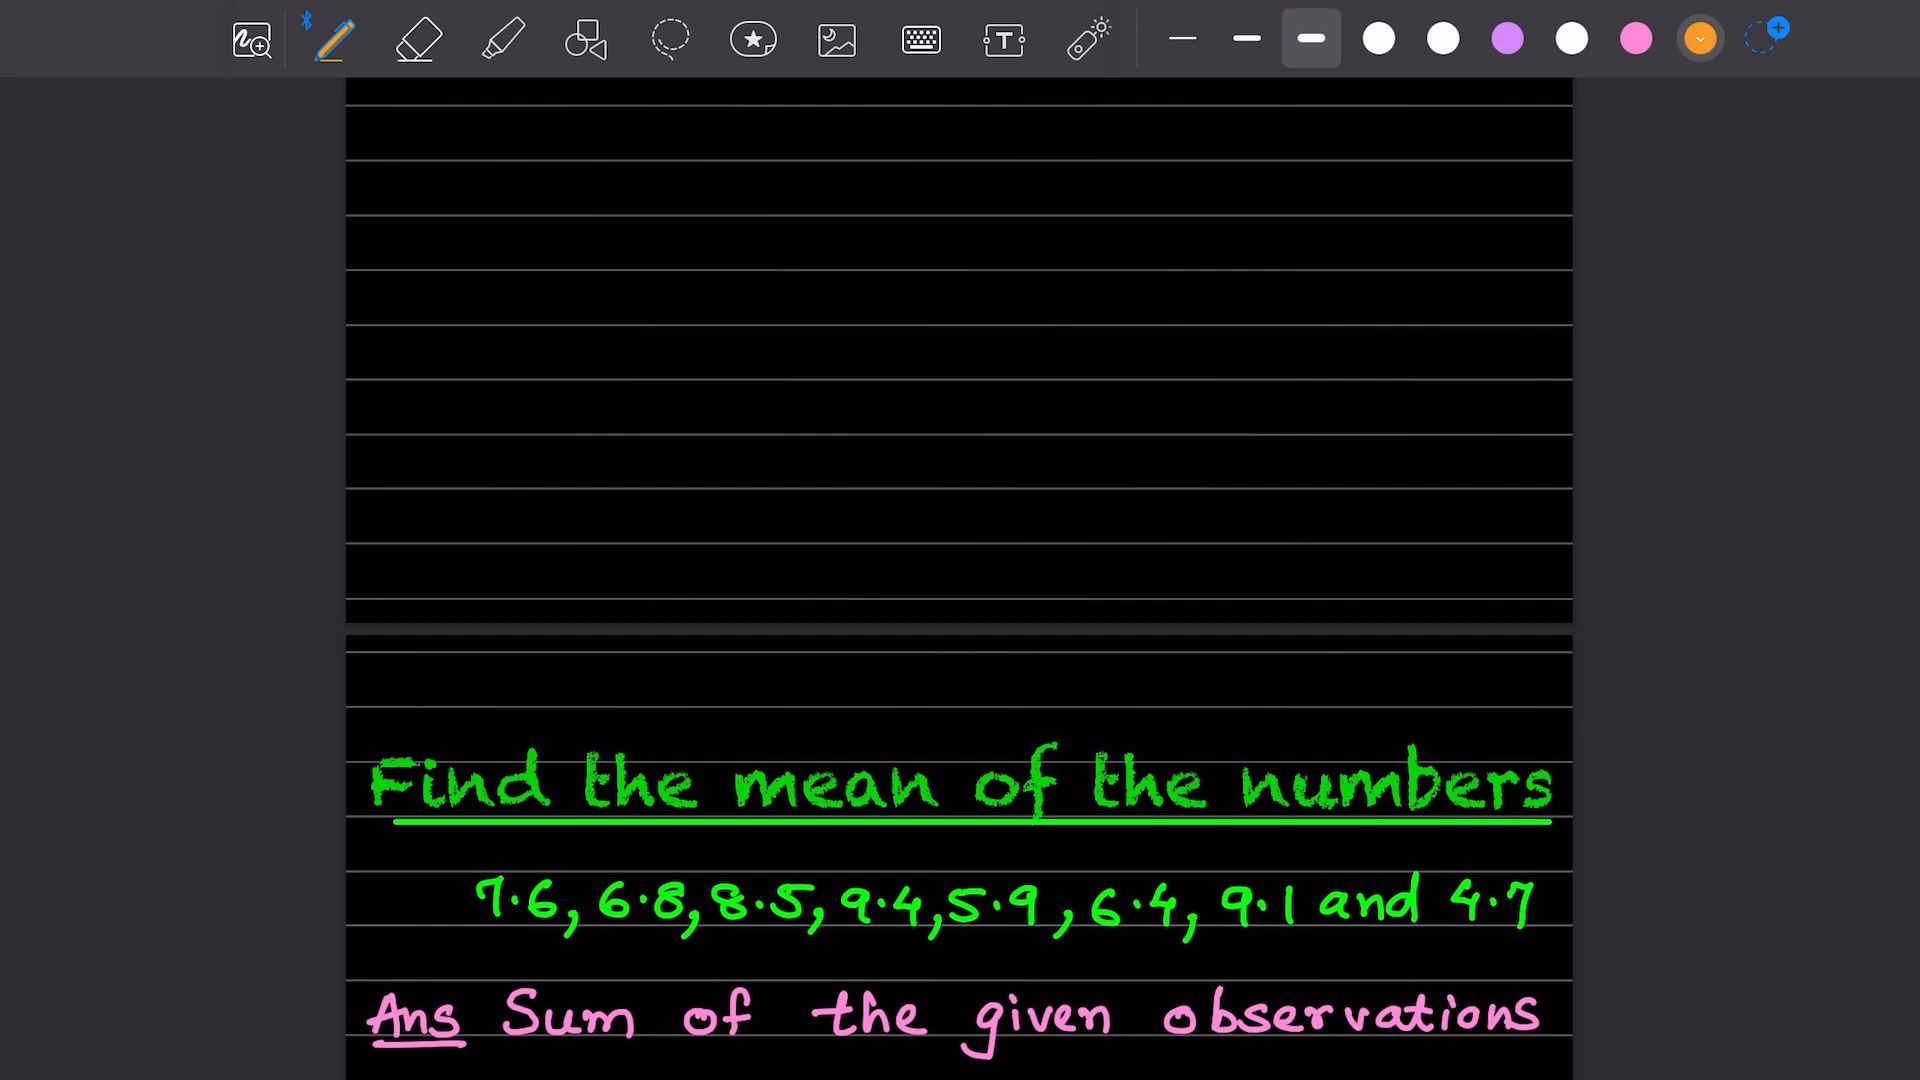 Find the mean of the numbers
7.6, 6.8, 8.5, 9.4, 5.9, 6.4, 9.1 and 4.7
Ans Sum of the given observations